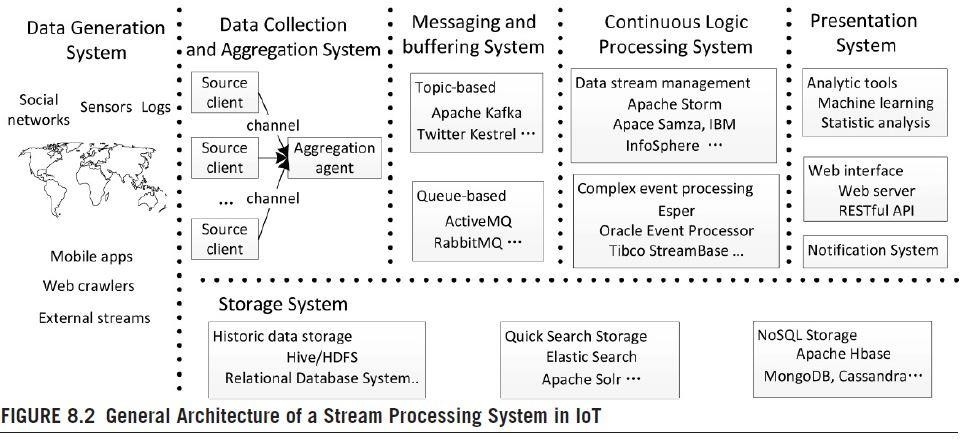 Data Generation
System
Social
networks
Sensors
Logs
Mobile apps
Web crawlers
External streams
Data Collection
and Aggregation System
Source
client
channel
Source
client
Aggregation
agent
...
channel
Source
client
Messaging and
buffering System
Topic-based
Apache Kafka
Twitter Kestrel ···
Queue-based
ActiveMQ
RabbitMQ ···
Continuous Logic
Processing System
Data stream management
Apache Storm
Apace Samza, IBM
InfoSphere ···
Complex event processing
Esper
Oracle Event Processor
Tibco StreamBase ...
Presentation
System
Analytic tools
Machine learning
Statistic analysis
Web interface
Web server
RESTful API
Notification System
Storage System
Historic data storage
Hive/HDFS
Relational Database System..
Quick Search Storage
Elastic Search
Apache Solr ···
NoSQL Storage
Apache Hbase
MongoDB, Cassandra···
FIGURE 8.2 General Architecture of a Stream Processing System in IoT